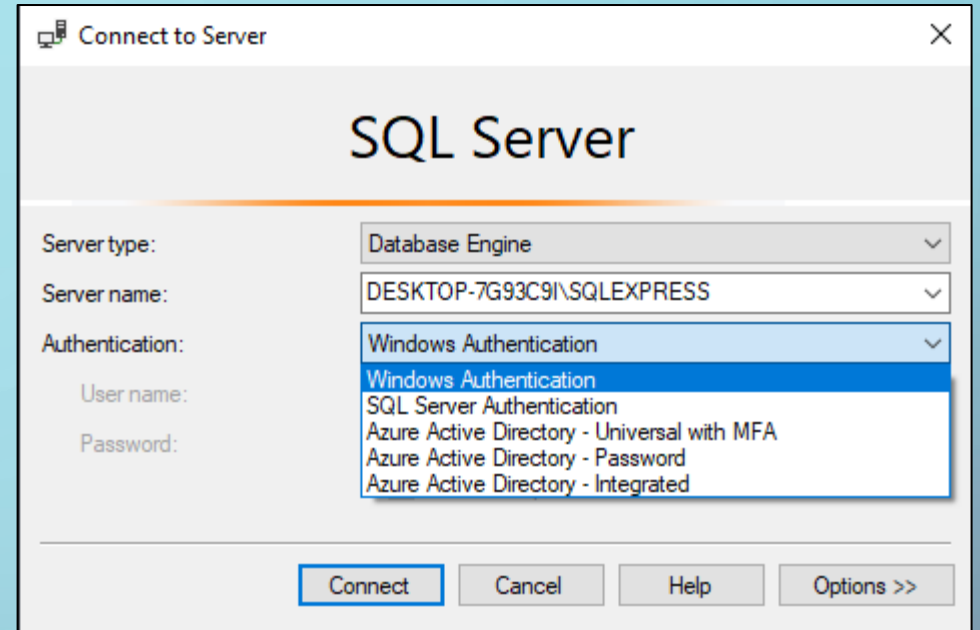 Connect to Server
SQL Server
Server type: Database Engine
Server name: DESKTOP-7G93C9I\SQLEXPRESS
Authentication: Windows Authentication
Windows Authentication
User name:
SQL Server Authentication
Azure Active Directory - Universal with MFA
Password:
Azure Active Directory - Password
Azure Active Directory - Integrated
Connect Cancel Help Options >>